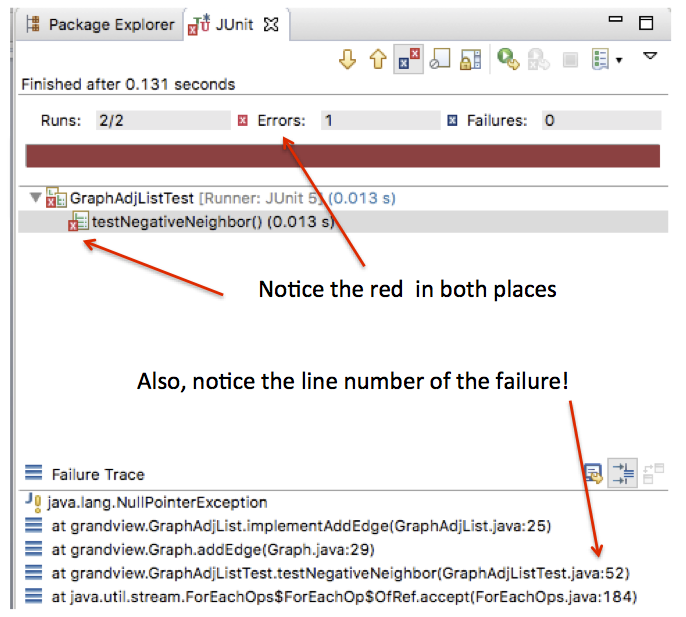 Package Explorer JUnit
Finished after 0.131 seconds
Runs: 2/2 Errors: 1 Failures: 0
GraphAdjListTest [Runner: JUnit 5] (0.013 s)
testNegativeNeighbor() (0.013 s)
Notice the red in both places
Also, notice the line number of the failure!
Failure Trace
java.lang.NullPointerException
at grandview.GraphAdjList.implementAddEdge(GraphAdjList.java:25)
at grandview.Graph.addEdge(Graph.java:29)
at grandview.GraphAdjListTest.testNegativeNeighbor(GraphAdjListTest.java:52)
at java.util.stream.ForEachOps$ForEachOp$OfRef.accept(ForEachOps.java:184)